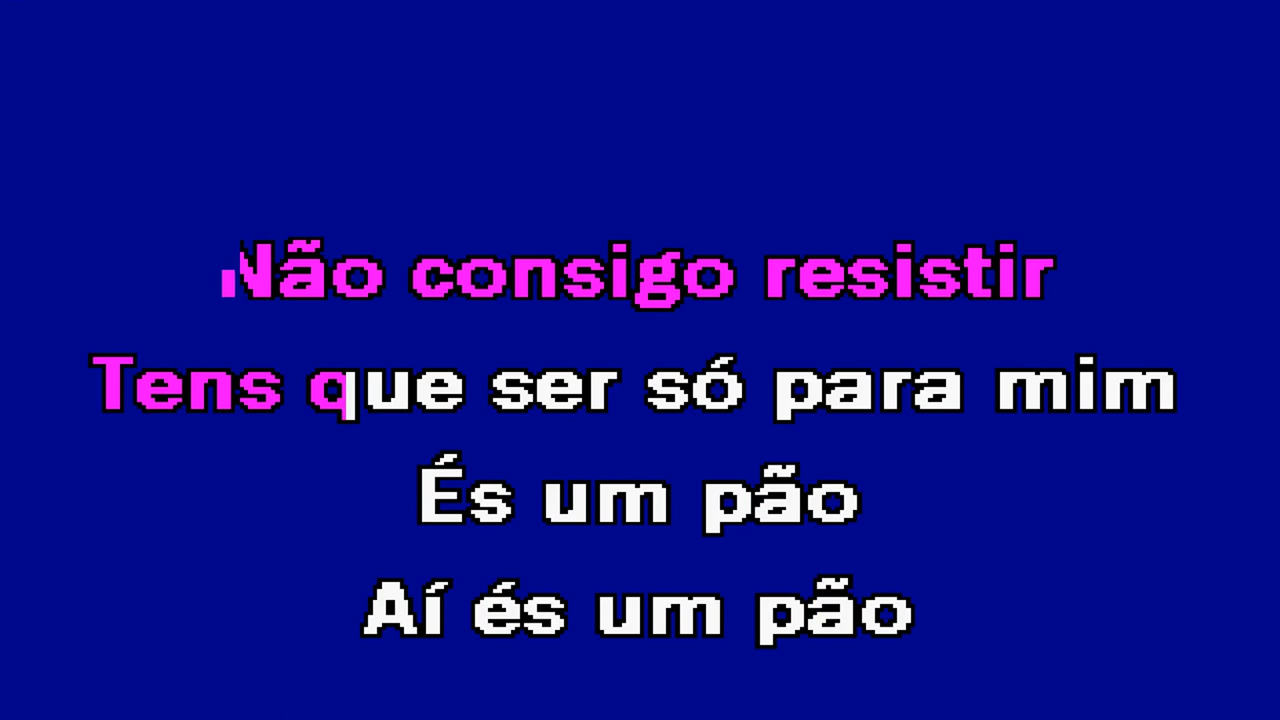 Não consigo resistir
Tens que ser só para mim
És um pão
Aí és um pão